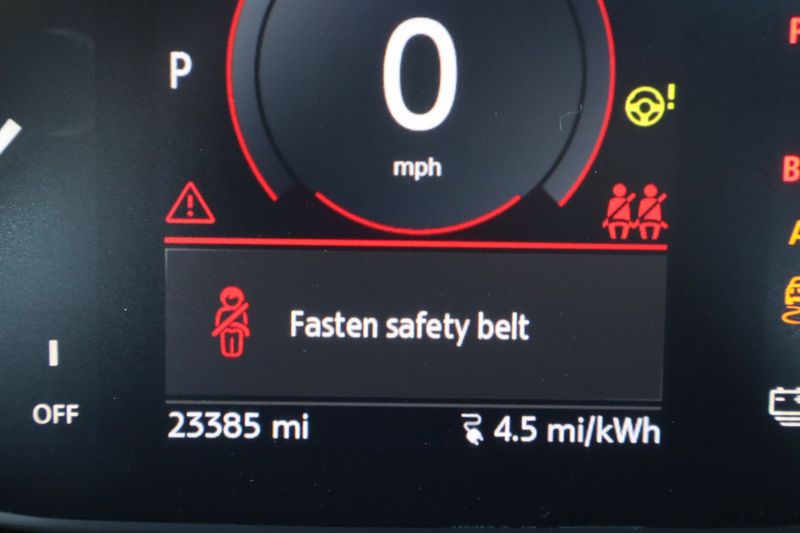 P
0
mph
Fasten safety belt
OFF
23385 mi
4.5 mi/kWh